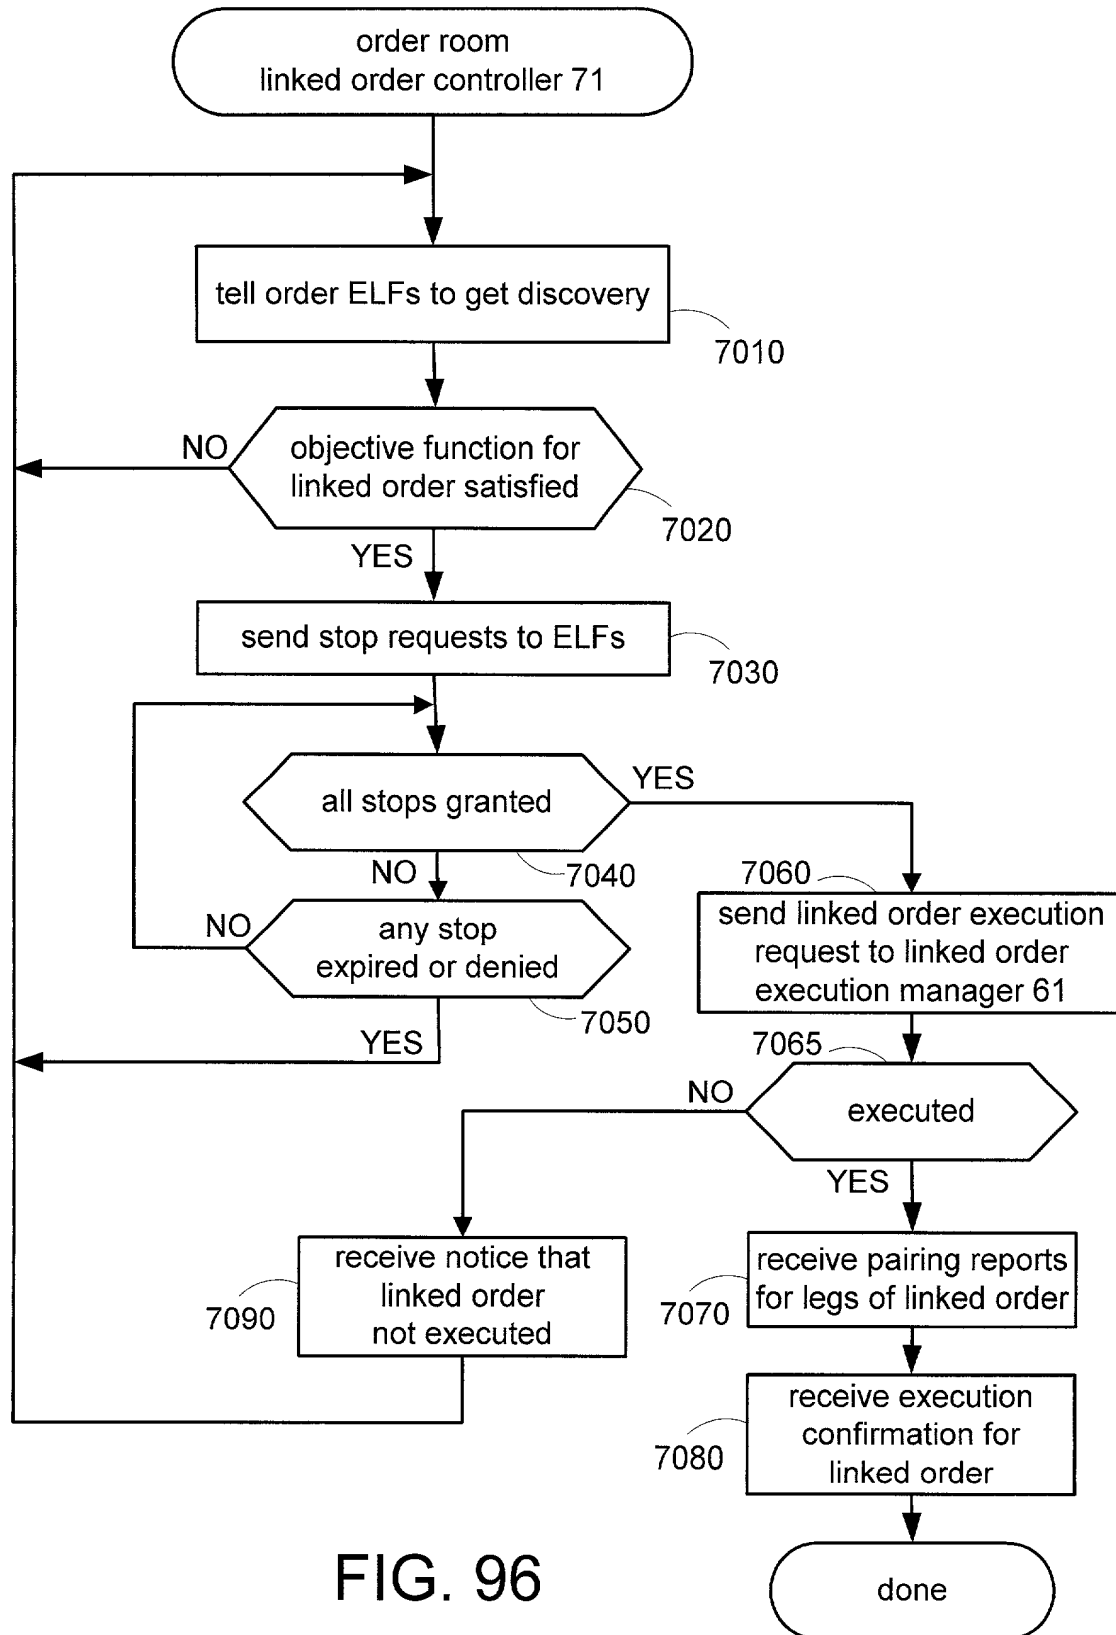 order room
linked order controller 71
tell order ELFs to get discovery
7010
NO
objective function for
linked order satisfied
7020
YES
send stop requests to ELFs
7030
all stops granted
YES
7040
NO
7060
send linked order execution
request to linked order
execution manager 61
NO
any stop
expired or denied
7050
YES
7065
NO
executed
YES
receive notice that
linked order
not executed
7090
receive pairing reports
for legs of linked order
7070
receive execution
confirmation for
linked order
7080
done
FIG. 96